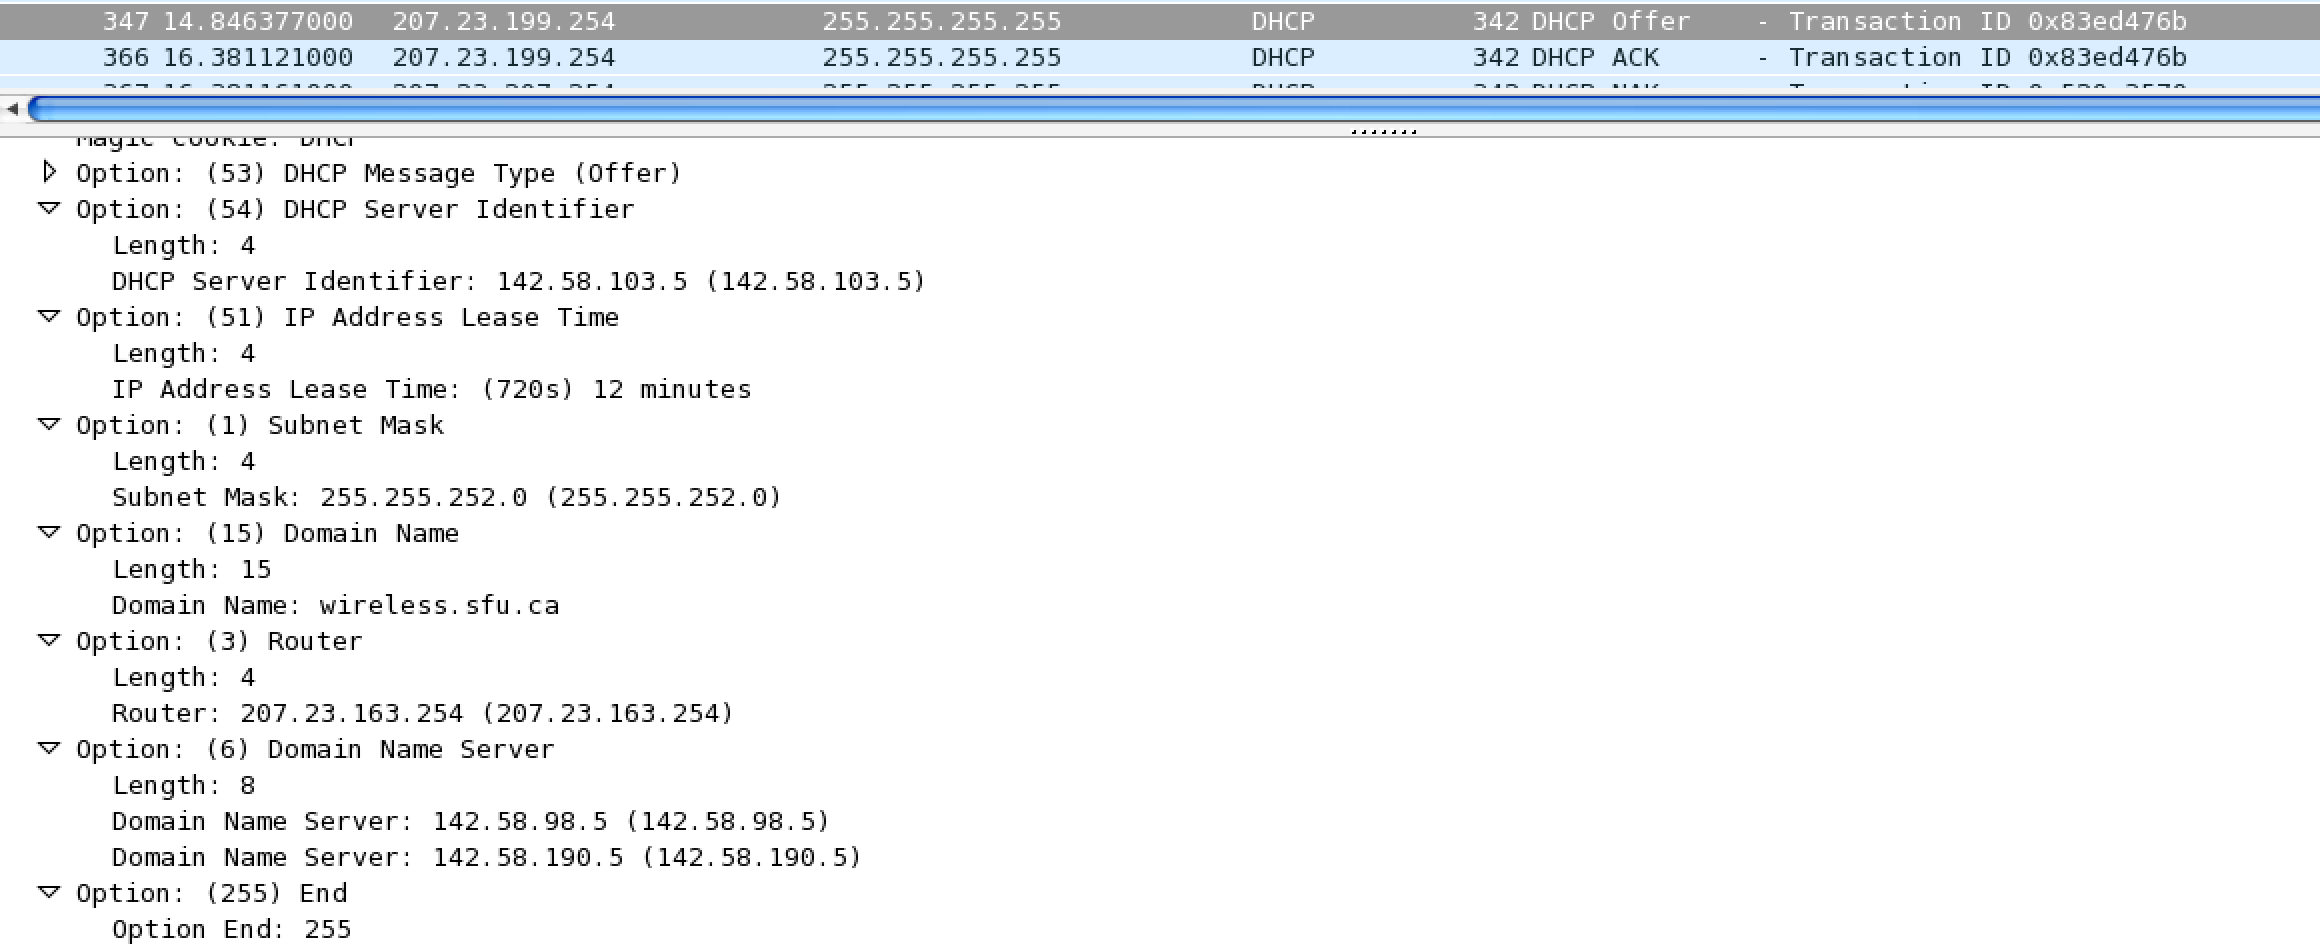 347 14.846377000 207.23.199.254 255.255.255.255 DHCP 342 DHCP Offer - Transaction ID 0x83ed476b
366 16.381121000 207.23.199.254 255.255.255.255 DHCP 342 DHCP ACK - Transaction ID 0x83ed476b
Magic cookie: DHCP
Option: (53) DHCP Message Type (Offer)
Option: (54) DHCP Server Identifier
Length: 4
DHCP Server Identifier: 142.58.103.5 (142.58.103.5)
Option: (51) IP Address Lease Time
Length: 4
IP Address Lease Time: (720s) 12 minutes
Option: (1) Subnet Mask
Length: 4
Subnet Mask: 255.255.252.0 (255.255.252.0)
Option: (15) Domain Name
Length: 15
Domain Name: wireless.sfu.ca
Option: (3) Router
Length: 4
Router: 207.23.163.254 (207.23.163.254)
Option: (6) Domain Name Server
Length: 8
Domain Name Server: 142.58.98.5 (142.58.98.5)
Domain Name Server: 142.58.190.5 (142.58.190.5)
Option: (255) End
Option End: 255